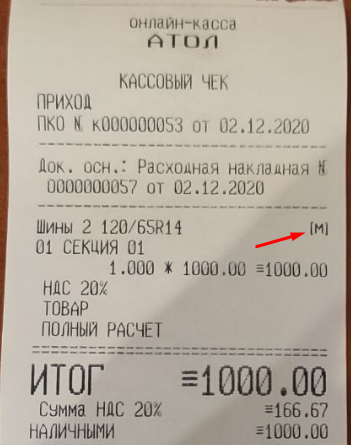 онлайн-касса
АТОЛ
КАССОВЫЙ ЧЕК
ПРИХОД
ПКО № к000000053 от 02.12.2020
Док. осн.: Расходная накладная №
0000000057 от 02.12.2020
Шины 2 120/65R14 [M]
01 СЕКЦИЯ 01
1.000 * 1000.00 ≡1000.00
НДС 20%
ТОВАР
ПОЛНЫЙ РАСЧЕТ
ИТОГ ≡1000.00
Сумма НДС 20% ≡166.67
НАЛИЧНЫМИ ≡1000.00